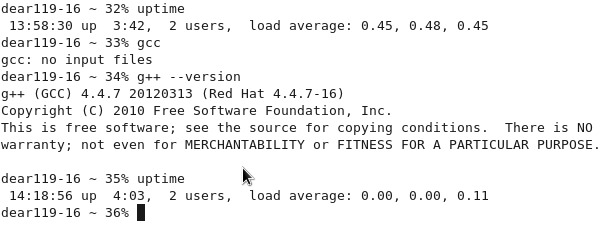 dear119-16 ~ 32% uptime
 13:58:30 up  3:42,  2 users,  load average: 0.45, 0.48, 0.45
dear119-16 ~ 33% gcc
gcc: no input files
dear119-16 ~ 34% g++ --version
g++ (GCC) 4.4.7 20120313 (Red Hat 4.4.7-16)
Copyright (C) 2010 Free Software Foundation, Inc.
This is free software; see the source for copying conditions.  There is NO
warranty; not even for MERCHANTABILITY or FITNESS FOR A PARTICULAR PURPOSE.

dear119-16 ~ 35% uptime
 14:18:56 up  4:03,  2 users,  load average: 0.00, 0.00, 0.11
dear119-16 ~ 36%